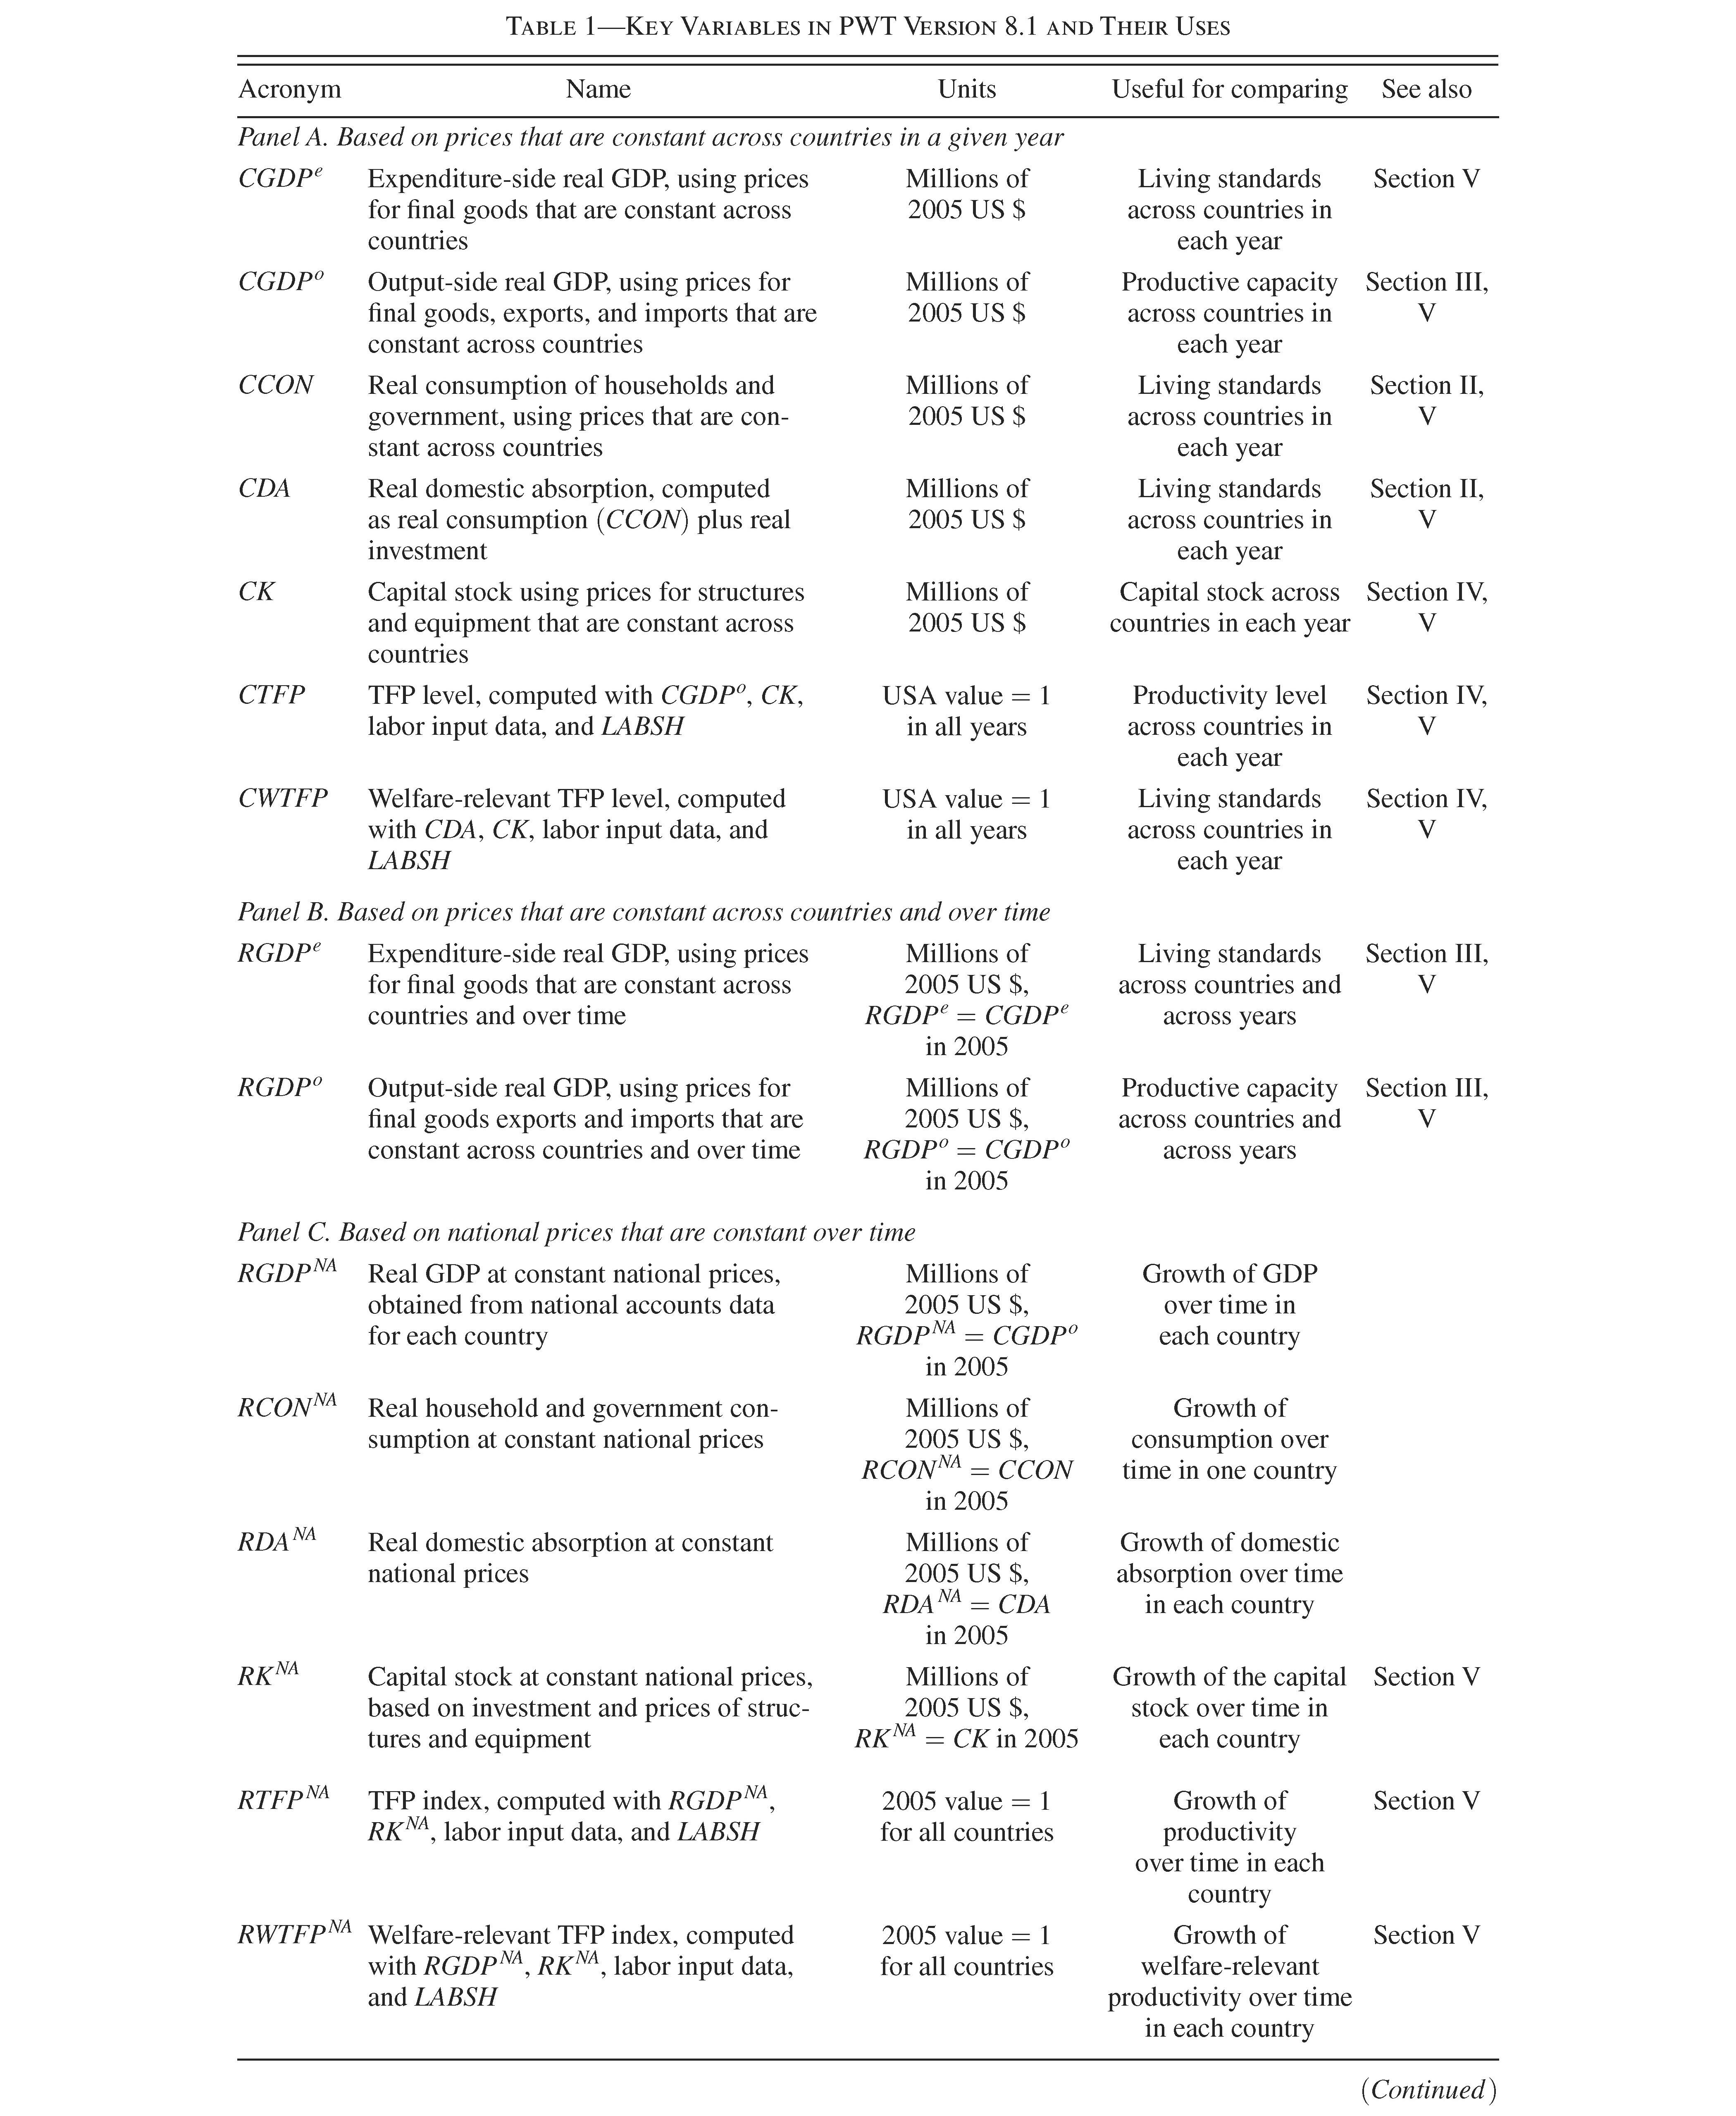 TABLE 1—KEY VARIABLES IN PWT VERSION 8.1 AND THEIR USES
Acronym Name Units Useful for comparing See also
Panel A. Based on prices that are constant across countries in a given year
CGDPᵉ Expenditure-side real GDP, using prices Millions of Living standards Section V
for final goods that are constant across 2005 US $ across countries in
countries each year
CGDPᵒ Output-side real GDP, using prices for Millions of Productive capacity Section III,
final goods, exports, and imports that are 2005 US $ across countries in V
constant across countries each year
CCON Real consumption of households and Millions of Living standards Section II,
government, using prices that are con- 2005 US $ across countries in V
stant across countries each year
CDA Real domestic absorption, computed Millions of Living standards Section II,
as real consumption (CCON) plus real 2005 US $ across countries in V
investment each year
CK Capital stock using prices for structures Millions of Capital stock across Section IV,
and equipment that are constant across 2005 US $ countries in each year V
countries
CTFP TFP level, computed with CGDPᵒ, CK, USA value = 1 Productivity level Section IV,
labor input data, and LABSH in all years across countries in V
each year
CWTFP Welfare-relevant TFP level, computed USA value = 1 Living standards Section IV,
with CDA, CK, labor input data, and in all years across countries in V
LABSH each year
Panel B. Based on prices that are constant across countries and over time
RGDPᵉ Expenditure-side real GDP, using prices Millions of Living standards Section III,
for final goods that are constant across 2005 US $, across countries and V
countries and over time RGDPᵉ = CGDPᵉ across years
in 2005
RGDPᵒ Output-side real GDP, using prices for Millions of Productive capacity Section III,
final goods exports and imports that are 2005 US $, across countries and V
constant across countries and over time RGDPᵒ = CGDPᵒ across years
in 2005
Panel C. Based on national prices that are constant over time
RGDP^NA Real GDP at constant national prices, Millions of Growth of GDP
obtained from national accounts data 2005 US $, over time in
for each country RGDP^NA = CGDPᵒ each country
in 2005
RCON^NA Real household and government con- Millions of Growth of
sumption at constant national prices 2005 US $, consumption over
RCON^NA = CCON time in one country
in 2005
RDA^NA Real domestic absorption at constant Millions of Growth of domestic
national prices 2005 US $, absorption over time
RDA^NA = CDA in each country
in 2005
RK^NA Capital stock at constant national prices, Millions of Growth of the capital Section V
based on investment and prices of struc- 2005 US $, stock over time in
tures and equipment RK^NA = CK in 2005 each country
RTFP^NA TFP index, computed with RGDP^NA, 2005 value = 1 Growth of Section V
RK^NA, labor input data, and LABSH for all countries productivity
over time in each
country
RWTFP^NA Welfare-relevant TFP index, computed 2005 value = 1 Growth of Section V
with RGDP^NA, RK^NA, labor input data, for all countries welfare-relevant
and LABSH productivity over time
in each country
(Continued)